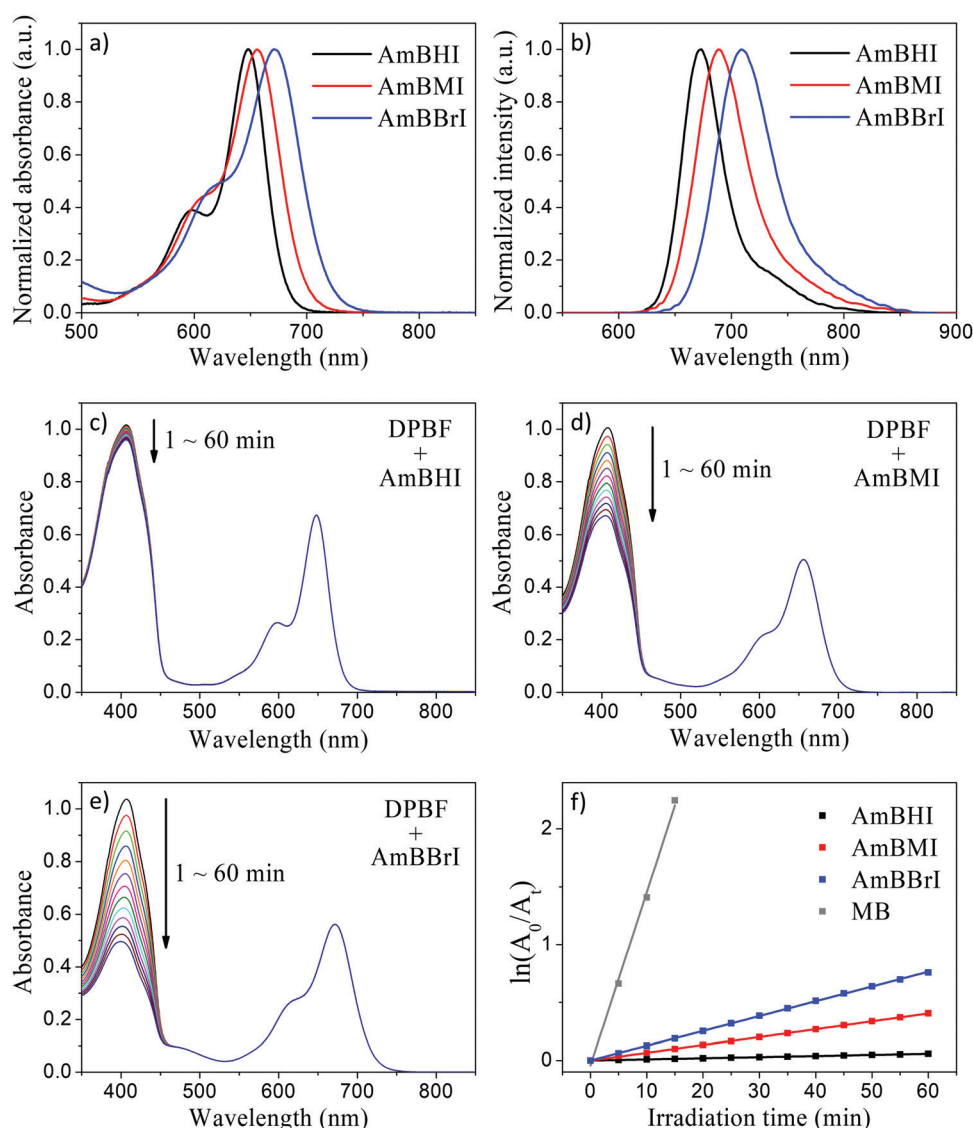 a)
AmBHI
AmBMI
AmBBrI
Normalized absorbance (a.u.)
1.0
0.8
0.6
0.4
0.2
0.0
500 600 700 800
Wavelength (nm)
b)
AmBHI
AmBMI
AmBBrI
Normalized intensity (a.u.)
1.0
0.8
0.6
0.4
0.2
0.0
600 700 800 900
Wavelength (nm)
c)
1 ~ 60 min
DPBF
+
AmBHI
Absorbance
1.0
0.8
0.6
0.4
0.2
0.0
400 500 600 700 800
Wavelength (nm)
d)
1 ~ 60 min
DPBF
+
AmBMI
Absorbance
1.0
0.8
0.6
0.4
0.2
0.0
400 500 600 700 800
Wavelength (nm)
e)
1 ~ 60 min
DPBF
+
AmBBrI
Absorbance
1.0
0.8
0.6
0.4
0.2
0.0
400 500 600 700 800
Wavelength (nm)
f)
AmBHI
AmBMI
AmBBrI
MB
ln(A0/At)
2
1
0
0 10 20 30 40 50 60
Irradiation time (min)